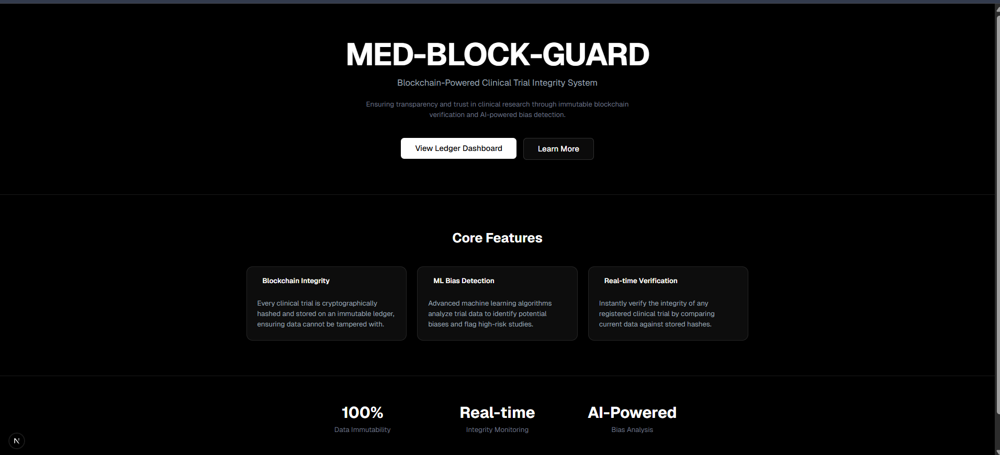 MED-BLOCK-GUARD
Blockchain-Powered Clinical Trial Integrity System
Ensuring transparency and trust in clinical research through immutable blockchain
verification and AI-powered bias detection.
View Ledger Dashboard
Learn More
Core Features
Blockchain Integrity
Every clinical trial is cryptographically
hashed and stored on an immutable ledger,
ensuring data cannot be tampered with.
ML Bias Detection
Advanced machine learning algorithms
analyze trial data to identify potential
biases and flag high-risk studies.
Real-time Verification
Instantly verify the integrity of any
registered clinical trial by comparing
current data against stored hashes.
100%
Data Immutability
Real-time
Integrity Monitoring
AI-Powered
Bias Analysis
N